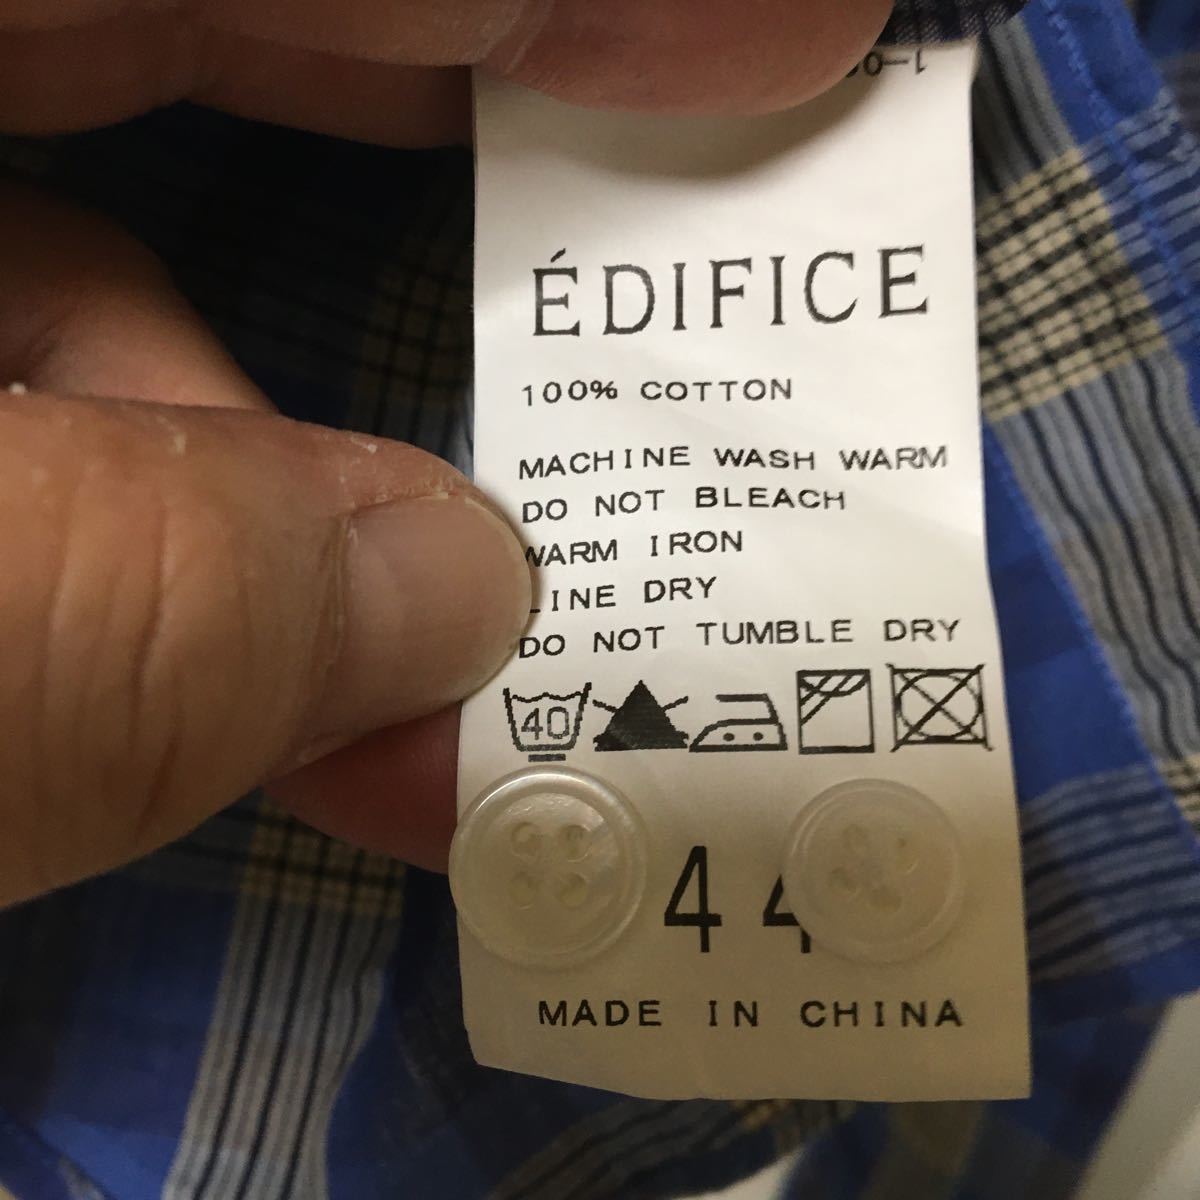 ÉDIFICE
100% COTTON
MACHINE WASH WARM
DO NOT BLEACH
WARM IRON
LINE DRY
DO NOT TUMBLE DRY
40
44
MADE IN CHINA